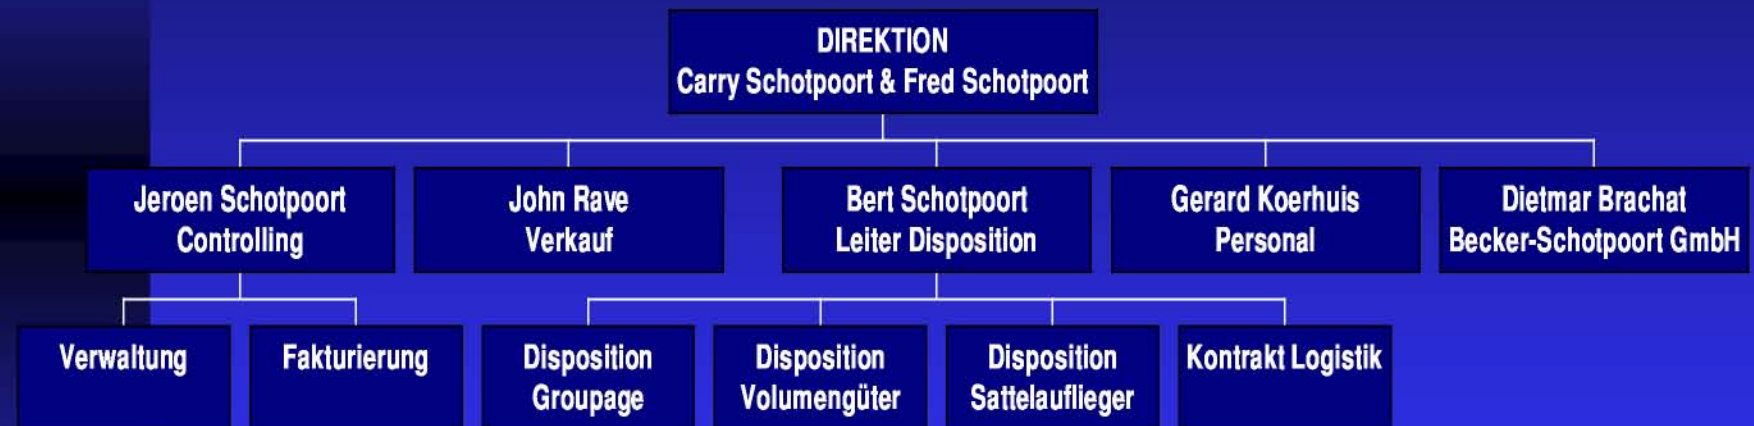 DIREKTION
Carry Schotpoort & Fred Schotpoort
Jeroen Schotpoort
Controlling
John Rave
Verkauf
Bert Schotpoort
Leiter Disposition
Gerard Koerhuis
Personal
Dietmar Brachat
Becker-Schotpoort GmbH
Verwaltung
Fakturierung
Disposition
Groupage
Disposition
Volumengüter
Disposition
Sattelauflieger
Kontrakt Logistik